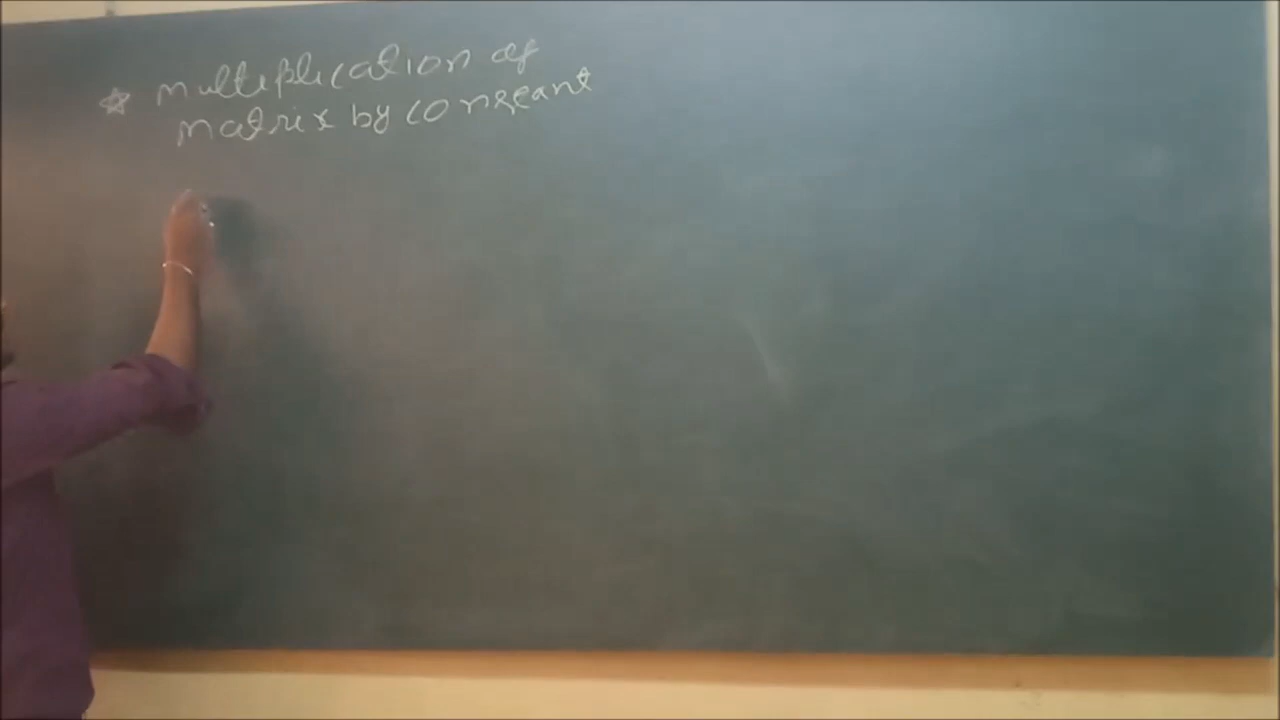 ☆ multiplication of
matrix by constant